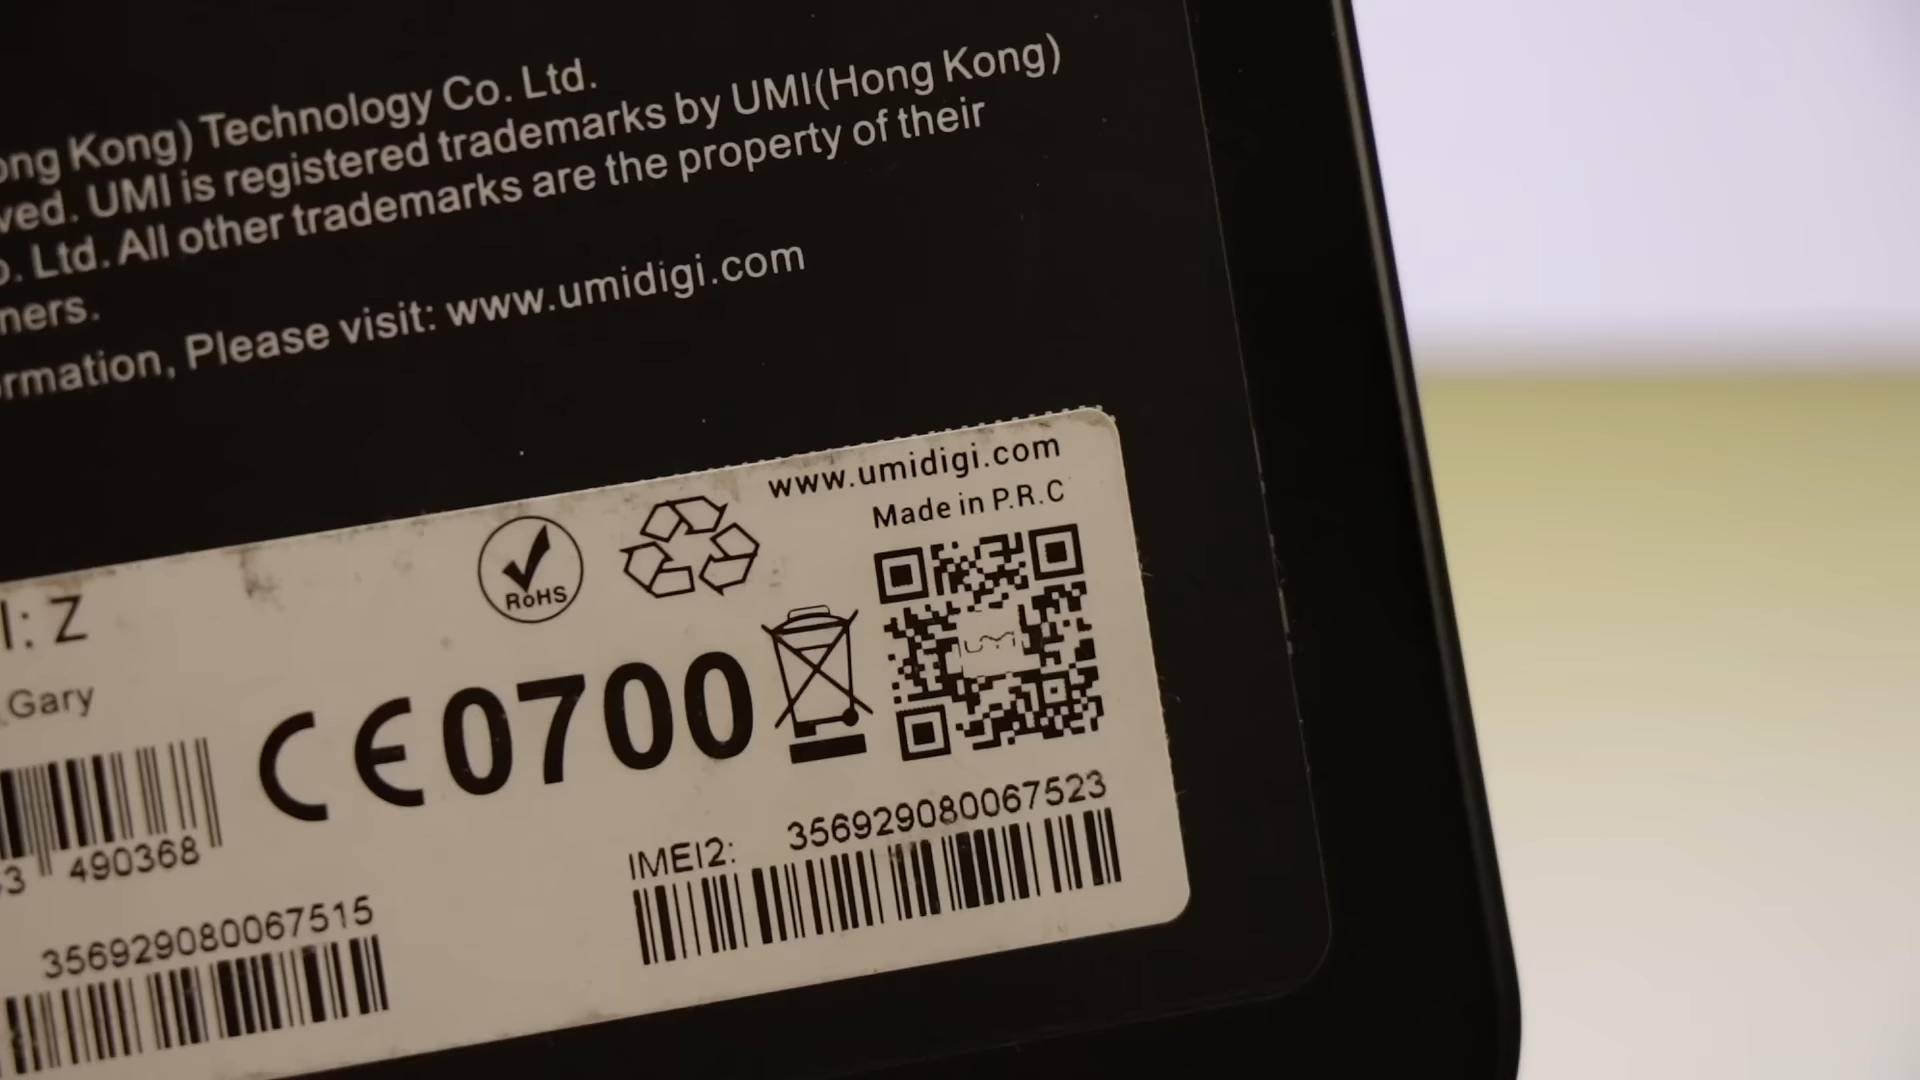 ong Kong) Technology Co. Ltd.
ved. UMI is registered trademarks by UMI(Hong Kong)
o. Ltd. All other trademarks are the property of their
ners.
ormation, Please visit: www.umidigi.com
www.umidigi.com
Made in P.R.C
RoHS
l: Z
Gary
CE0700
UMi
3 490368
IMEI2: 356929080067523
356929080067515